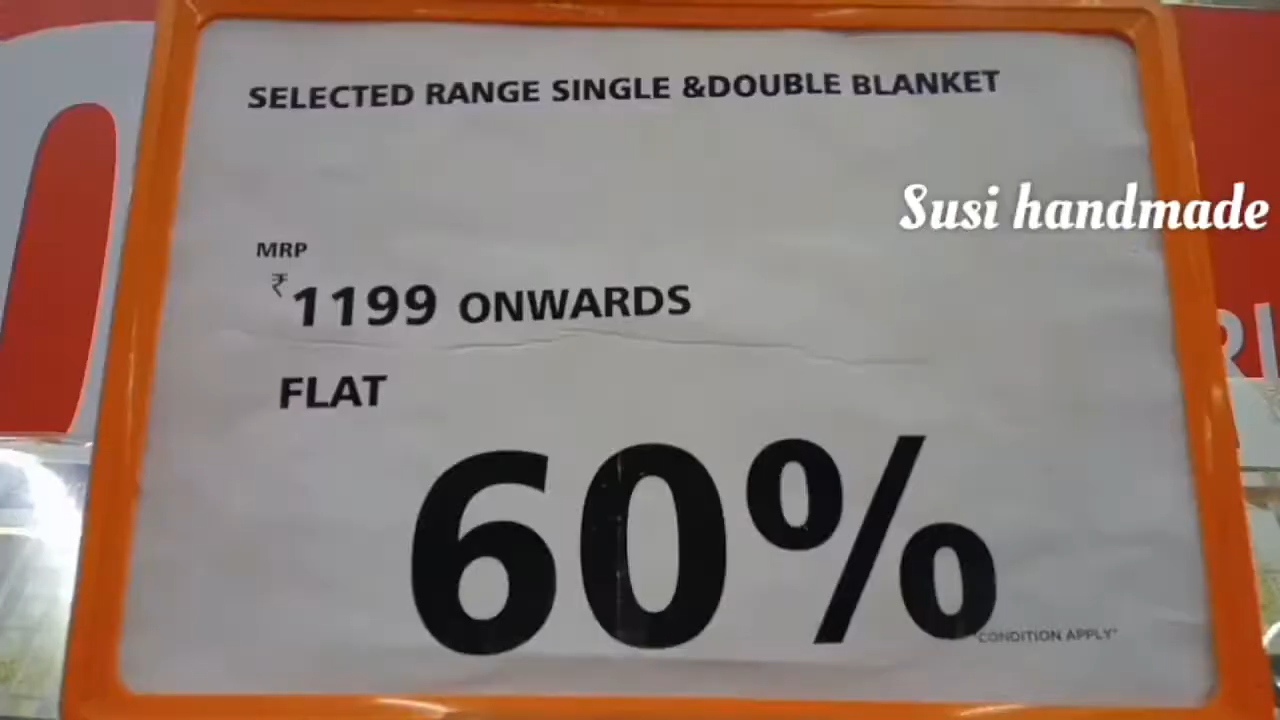 SELECTED RANGE SINGLE &DOUBLE BLANKET
Susi handmade
MRP
₹1199 ONWARDS
FLAT
60%
*CONDITION APPLY*